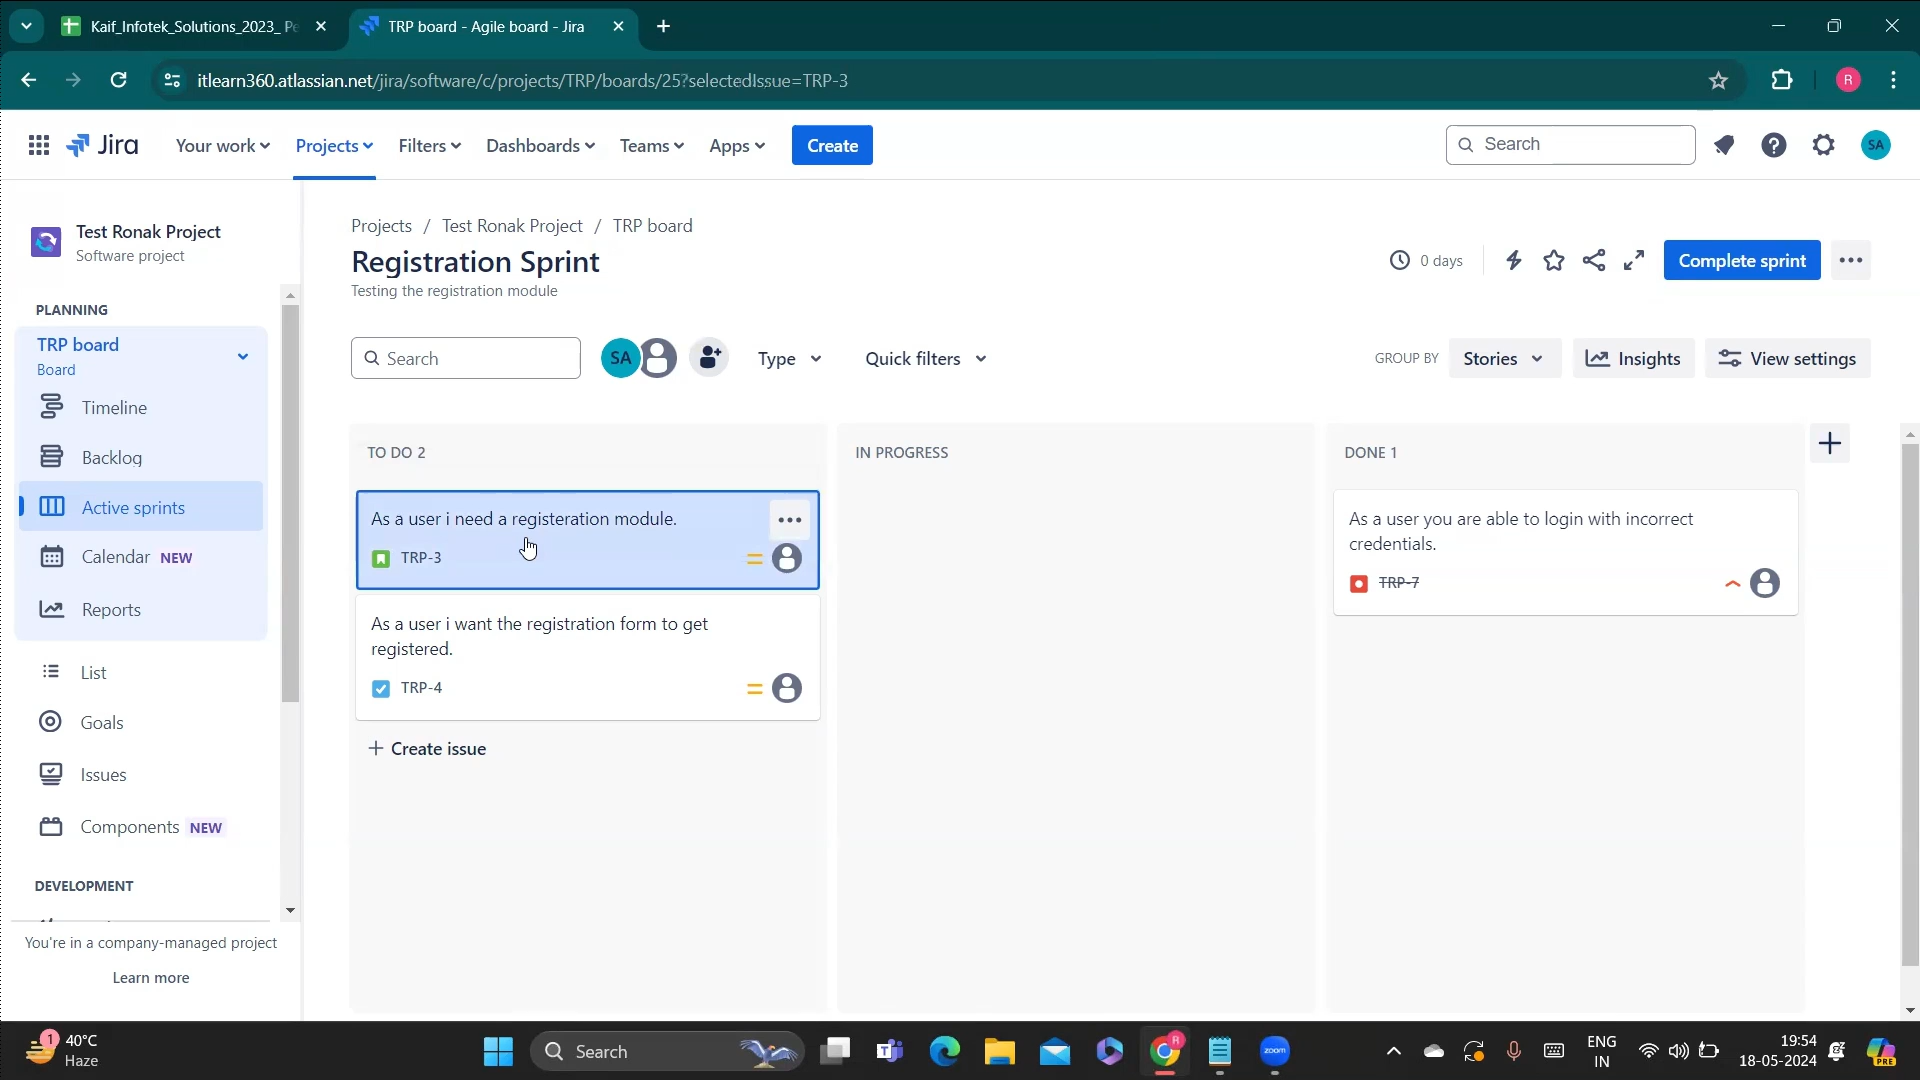 Kaif_Infotek_Solutions_2023_ Pe
TRP board - Agile board - Jira
itlearn360.atlassian.net/jira/software/c/projects/TRP/boards/25?selectedIssue=TRP-3
R
Jira
Your work
Projects
Filters
Dashboards
Teams
Apps
Create
Search
SA
Test Ronak Project
Software project
PLANNING
TRP board
Board
Timeline
Backlog
Active sprints
Calendar NEW
Reports
List
Goals
Issues
Components NEW
DEVELOPMENT
You're in a company-managed project
Learn more
Projects / Test Ronak Project / TRP board
Registration Sprint
Testing the registration module
0 days
Complete sprint
Search
SA
Type
Quick filters
GROUP BY
Stories
Insights
View settings
TO DO 2
As a user i need a registeration module.
TRP-3
As a user i want the registration form to get
registered.
TRP-4
+ Create issue
IN PROGRESS
DONE 1
As a user you are able to login with incorrect
credentials.
TRP-7
1
40°C
Haze
Search
R
zoom
ENG
IN
19:54
18-05-2024
PRE